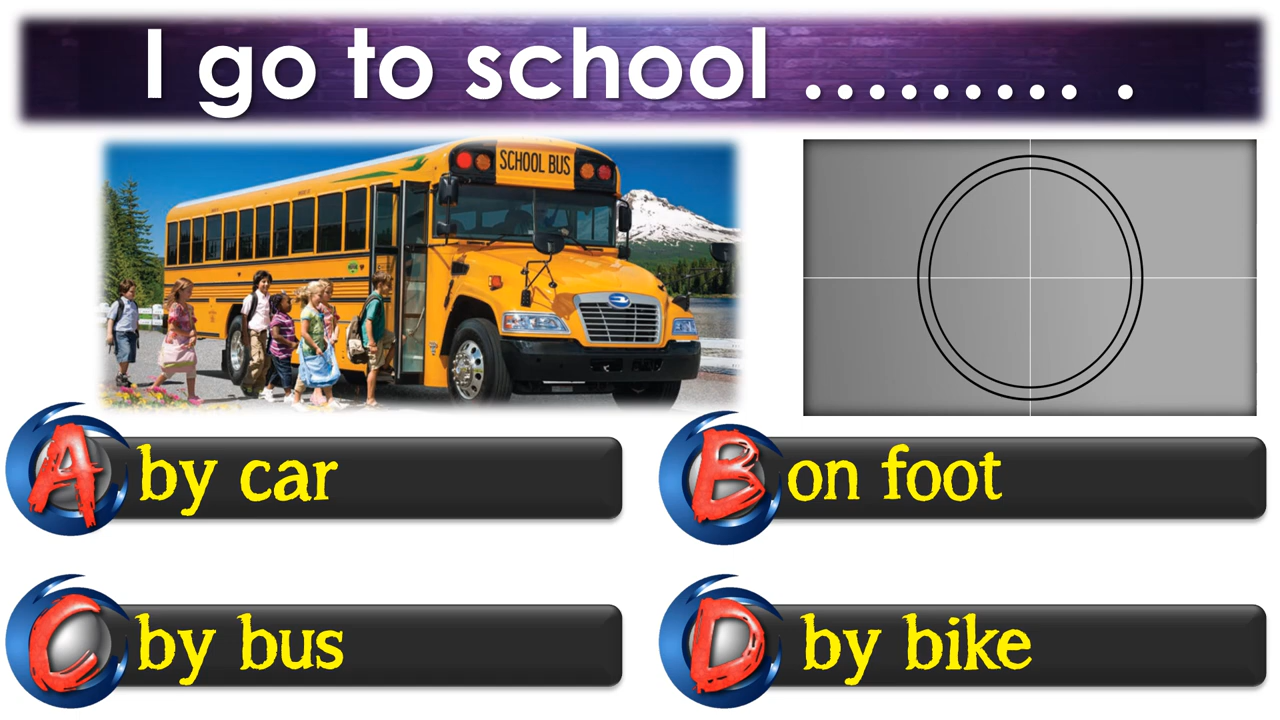 I go to school ......... .
SCHOOL BUS
A by car
B on foot
C by bus
D by bike